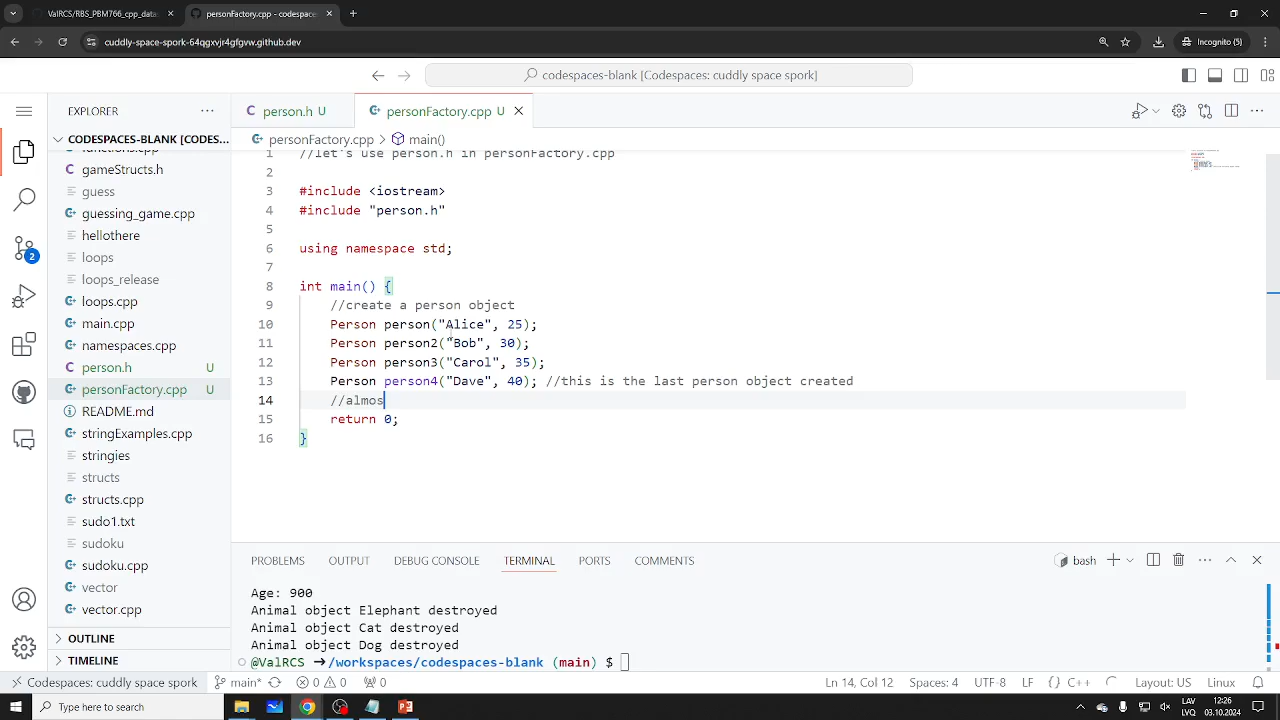 ValRCS/RBS_PBM766_cpp_data
personFactory.cpp - codespaces-b
cuddly-space-spork-64qgxvjr4gfgvw.github.dev
Incognito (5)
codespaces-blank [Codespaces: cuddly space spork]
EXPLORER
person.h U
personFactory.cpp U
CODESPACES-BLANK [CODES...
personFactory.cpp > main()
functions.cpp
gameStructs.h
guess
guessing_game.cpp
hellothere
loops
loops_release
loops.cpp
main.cpp
namespaces.cpp
person.h U
personFactory.cpp U
README.md
stringExamples.cpp
stringies
structs
structs.cpp
sudo1.txt
sudoku
sudoku.cpp
vector
vector.cpp
OUTLINE
TIMELINE
1 //let's use person.h in personFactory.cpp
2
3 #include <iostream>
4 #include "person.h"
5
6 using namespace std;
7
8 int main() {
9 //create a person object
10 Person person("Alice", 25);
11 Person person2("Bob", 30);
12 Person person3("Carol", 35);
13 Person person4("Dave", 40); //this is the last person object created
14 //almos
15 return 0;
16 }
PROBLEMS OUTPUT DEBUG CONSOLE TERMINAL PORTS COMMENTS
bash
Age: 900
Animal object Elephant destroyed
Animal object Cat destroyed
Animal object Dog destroyed
@ValRCS →/workspaces/codespaces-blank (main) $
2
Codespaces: cuddly space spork main* 0 0 0 Ln 14, Col 12 Spaces: 4 UTF-8 LF {} C++ Layout: US Linux
Type here to search
LAV
LVO
12:26
03.10.2024